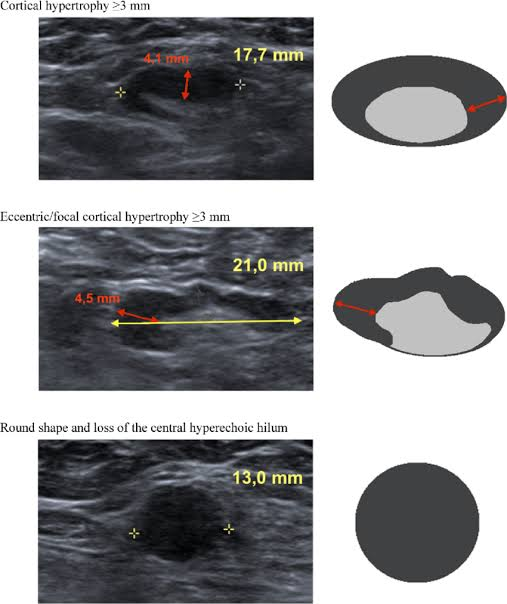 Cortical hypertrophy ≥3 mm
17,7 mm
4,1 mm
Eccentric/focal cortical hypertrophy ≥3 mm
21,0 mm
4,5 mm
Round shape and loss of the central hyperechoic hilum
13,0 mm